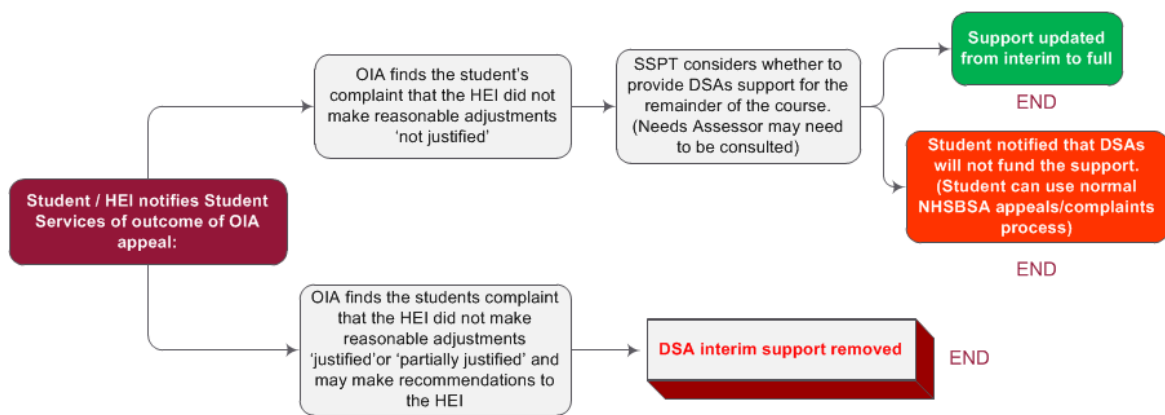 Student / HEI notifies Student
Services of outcome of OIA
appeal:
OIA finds the student's
complaint that the HEI did not
make reasonable adjustments
'not justified'
SSPT considers whether to
provide DSAs support for the
remainder of the course.
(Needs Assessor may need
to be consulted)
Support updated
from interim to full
END
Student notified that DSAs
will not fund the support.
(Student can use normal
NHSBSA appeals/complaints
process)
END
OIA finds the students complaint
that the HEI did not make
reasonable adjustments
'justified'or 'partially justified' and
may make recommendations to
the HEI
DSA interim support removed
END